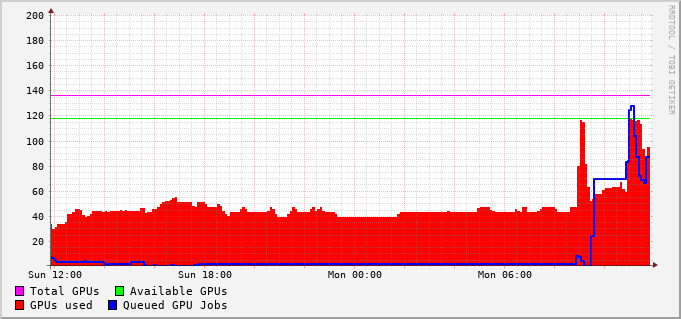 200
180
160
140
120
100
80
60
40
20
Sun 12:00 Sun 18:00 Mon 00:00 Mon 06:00
Total GPUs Available GPUs
GPUs used Queued GPU Jobs
RRDTOOL / TOBI OETIKER